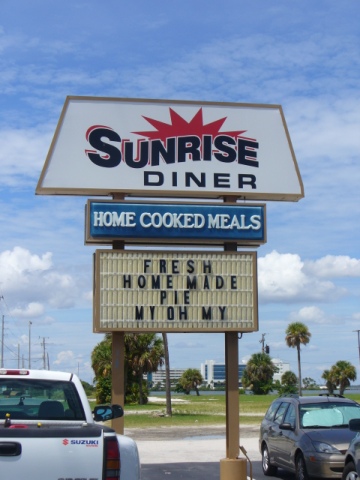 SUNRISE
DINER
HOME COOKED MEALS
FRESH
HOME MADE
PIE
MY OH MY
SUZUKI